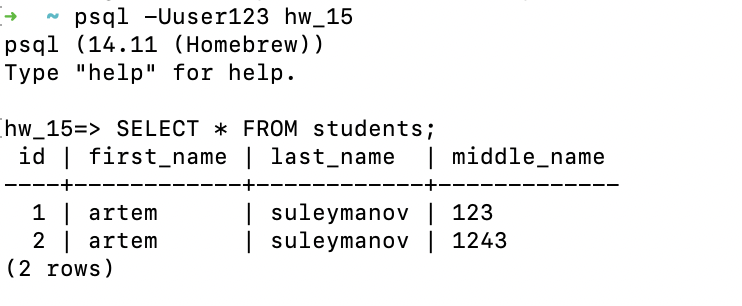 ➜ ~ psql -Uuser123 hw_15
psql (14.11 (Homebrew))
Type "help" for help.

hw_15=> SELECT * FROM students;
 id | first_name | last_name  | middle_name
----+------------+------------+-------------
  1 | artem      | suleymanov | 123
  2 | artem      | suleymanov | 1243
(2 rows)